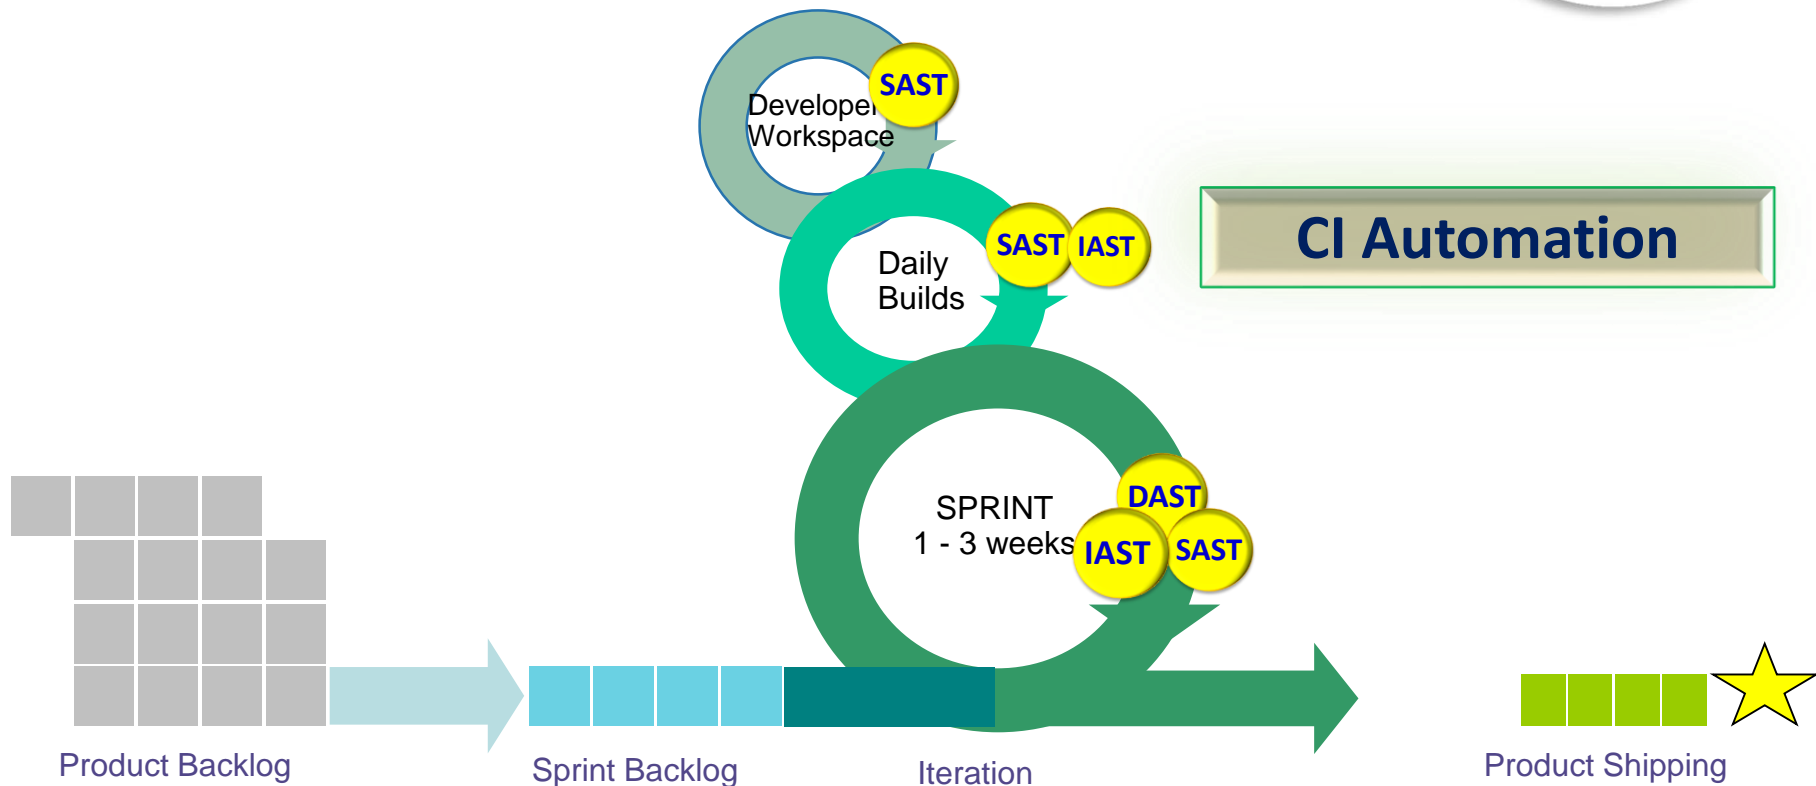 SAST
Developer
Workspace
SAST
IAST
CI Automation
Daily
Builds
DAST
SPRINT
1 - 3 weeks
IAST
SAST
Product Backlog
Sprint Backlog
Iteration
Product Shipping